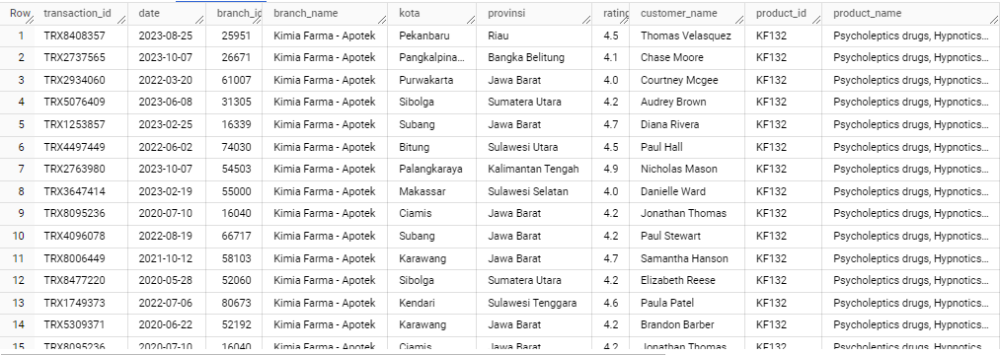 Row transaction_id date branch_id branch_name kota provinsi rating customer_name product_id product_name
1 TRX8408357 2023-08-25 25951 Kimia Farma - Apotek Pekanbaru Riau 4.5 Thomas Velasquez KF132 Psycholeptics drugs, Hypnotics...
2 TRX2737565 2023-10-07 26671 Kimia Farma - Apotek Pangkalpina... Bangka Belitung 4.1 Chase Moore KF132 Psycholeptics drugs, Hypnotics...
3 TRX2934060 2022-03-20 61007 Kimia Farma - Apotek Purwakarta Jawa Barat 4.0 Courtney Mcgee KF132 Psycholeptics drugs, Hypnotics...
4 TRX5076409 2023-06-08 31305 Kimia Farma - Apotek Sibolga Sumatera Utara 4.2 Audrey Brown KF132 Psycholeptics drugs, Hypnotics...
5 TRX1253857 2023-02-25 16339 Kimia Farma - Apotek Subang Jawa Barat 4.7 Diana Rivera KF132 Psycholeptics drugs, Hypnotics...
6 TRX4497449 2022-06-02 74030 Kimia Farma - Apotek Bitung Sulawesi Utara 4.5 Paul Hall KF132 Psycholeptics drugs, Hypnotics...
7 TRX2763980 2023-10-07 54503 Kimia Farma - Apotek Palangkaraya Kalimantan Tengah 4.9 Nicholas Mason KF132 Psycholeptics drugs, Hypnotics...
8 TRX3647414 2023-02-19 55000 Kimia Farma - Apotek Makassar Sulawesi Selatan 4.0 Danielle Ward KF132 Psycholeptics drugs, Hypnotics...
9 TRX8095236 2020-07-10 16040 Kimia Farma - Apotek Ciamis Jawa Barat 4.2 Jonathan Thomas KF132 Psycholeptics drugs, Hypnotics...
10 TRX4096078 2022-08-19 66717 Kimia Farma - Apotek Subang Jawa Barat 4.2 Paul Stewart KF132 Psycholeptics drugs, Hypnotics...
11 TRX8006449 2021-10-12 58103 Kimia Farma - Apotek Karawang Jawa Barat 4.7 Samantha Hanson KF132 Psycholeptics drugs, Hypnotics...
12 TRX8477220 2020-05-28 52060 Kimia Farma - Apotek Sibolga Sumatera Utara 4.2 Elizabeth Reese KF132 Psycholeptics drugs, Hypnotics...
13 TRX1749373 2022-07-06 80673 Kimia Farma - Apotek Kendari Sulawesi Tenggara 4.6 Paula Patel KF132 Psycholeptics drugs, Hypnotics...
14 TRX5309371 2020-06-22 52192 Kimia Farma - Apotek Karawang Jawa Barat 4.2 Brandon Barber KF132 Psycholeptics drugs, Hypnotics...
15 TRX8095236 2020-07-10 16040 Kimia Farma - Apotek Ciamis Jawa Barat 4.2 Jonathan Thomas KF132 Psycholeptics drugs, Hypnotics...